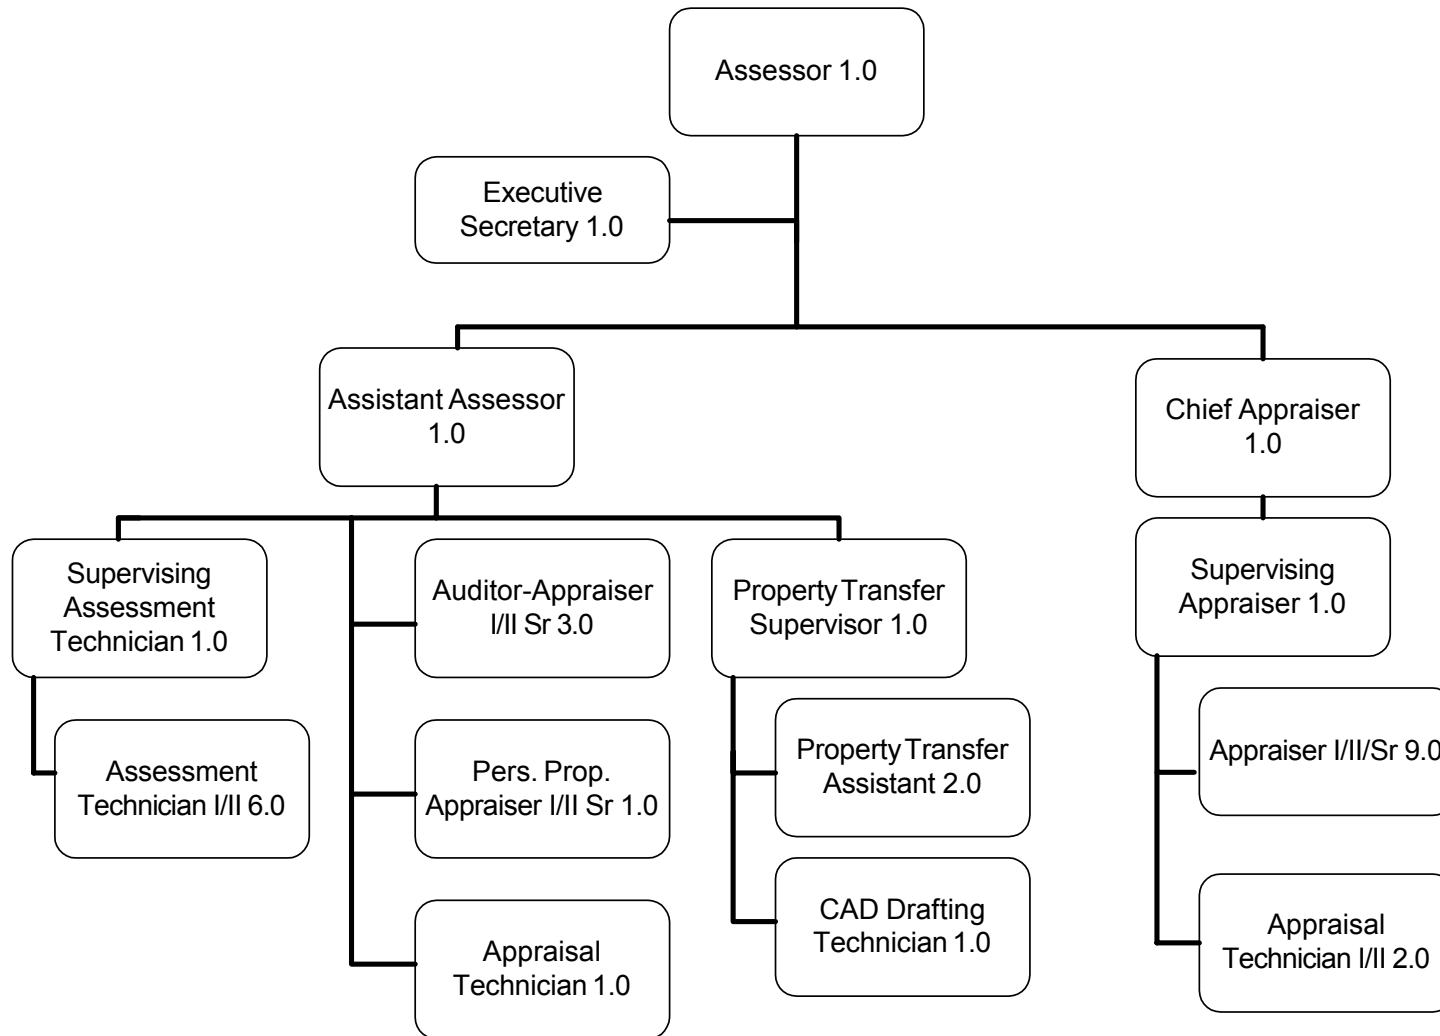 Assessor 1.0
Executive
Secretary 1.0
Assistant Assessor
1.0
Chief Appraiser
1.0
Supervising
Assessment
Technician 1.0
Auditor-Appraiser
I/II Sr 3.0
Property Transfer
Supervisor 1.0
Supervising
Appraiser 1.0
Assessment
Technician I/II 6.0
Pers. Prop.
Appraiser I/II Sr 1.0
Property Transfer
Assistant 2.0
Appraiser I/II/Sr 9.0
Appraisal
Technician 1.0
CAD Drafting
Technician 1.0
Appraisal
Technician I/II 2.0